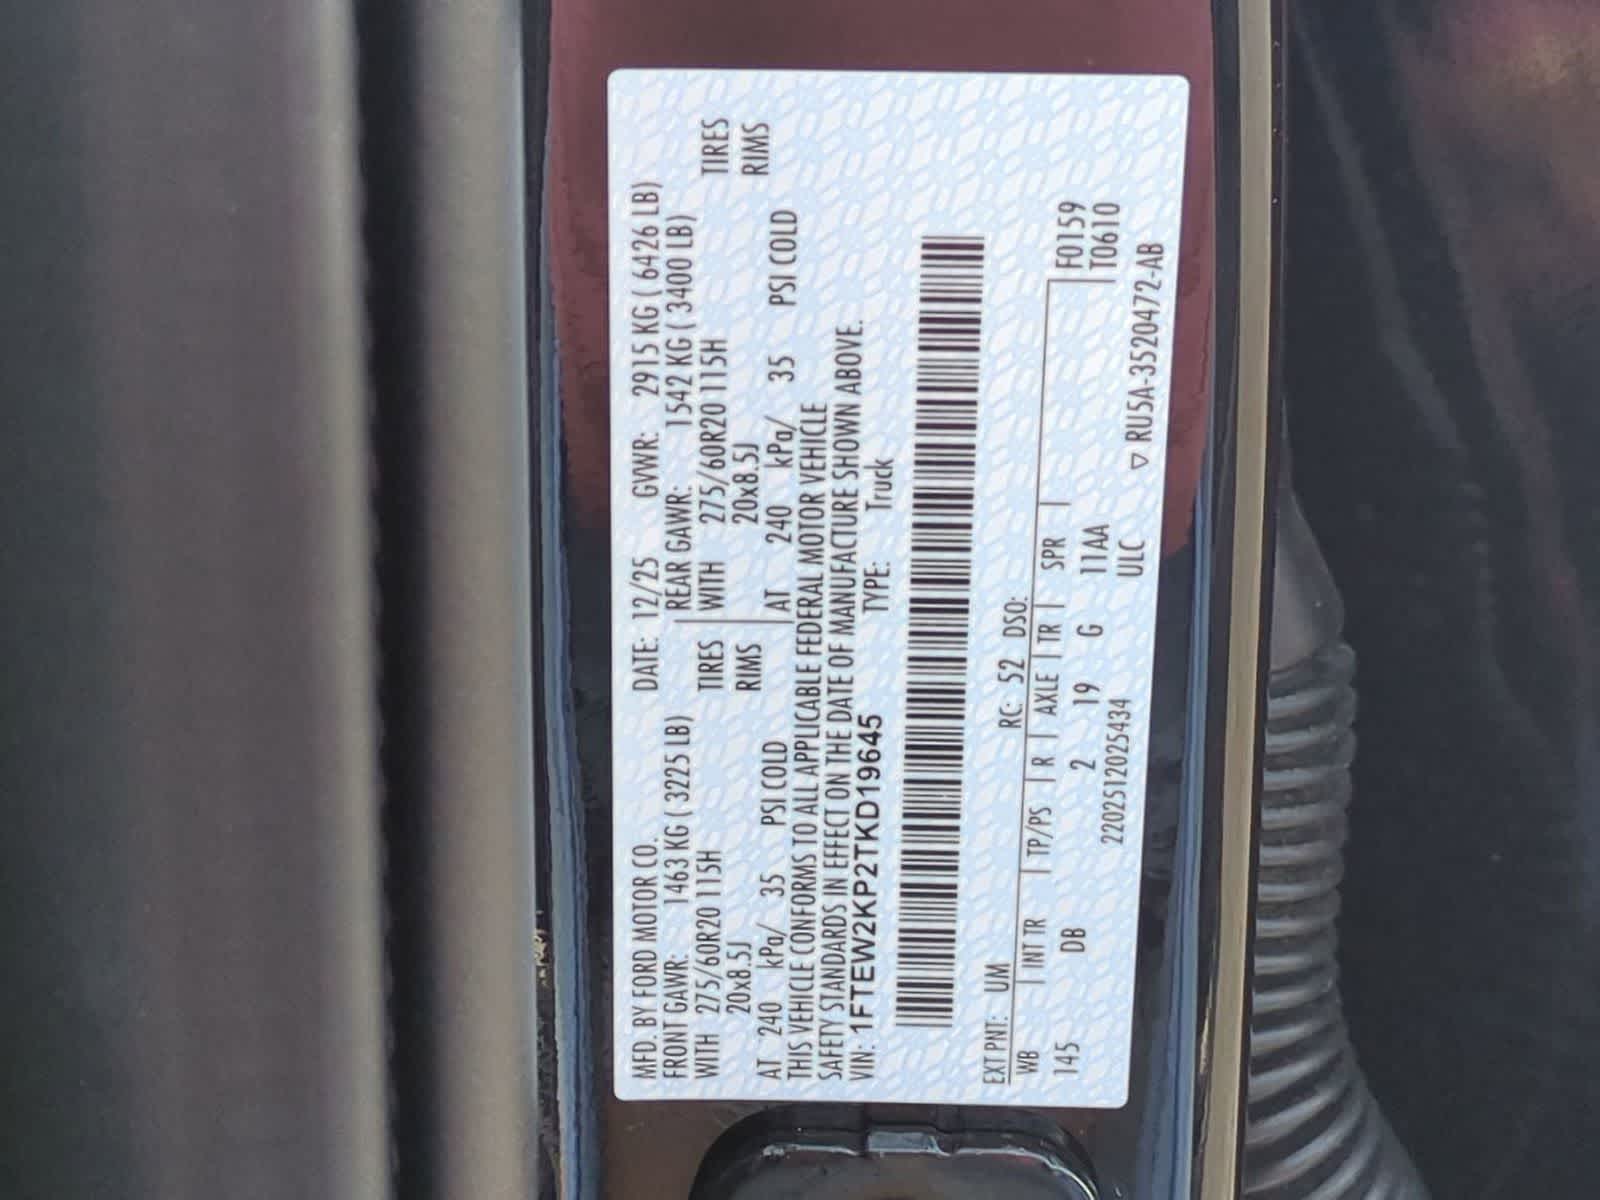 MFD. BY FORD MOTOR CO. DATE: 12/25 GVWR: 2915 KG ( 6426 LB)
FRONT GAWR: 1463 KG ( 3225 LB) REAR GAWR: 1542 KG ( 3400 LB)
WITH 275/60R20 115H TIRES WITH 275/60R20 115H TIRES
20x8.5J RIMS 20x8.5J RIMS
AT 240 kPa/ 35 PSI COLD AT 240 kPa/ 35 PSI COLD
THIS VEHICLE CONFORMS TO ALL APPLICABLE FEDERAL MOTOR VEHICLE
SAFETY STANDARDS IN EFFECT ON THE DATE OF MANUFACTURE SHOWN ABOVE.
VIN: 1FTEW2KP2TKD19645 TYPE: Truck
EXT PNT: UM RC: 52 DSO:
WB | INT TR | TP/PS | R | AXLE | TR | SPR | F0159
145 DB 2 19 G 11AA T0610
2202512025434 ULC ▽ RU5A-3520472-AB